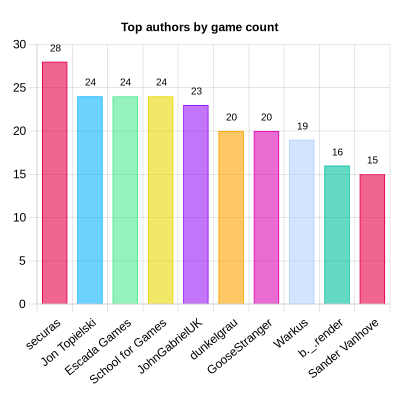 Top authors by game count
30
25
20
15
10
5
0
28
24
24
24
23
20
20
19
16
15
securas
Jon Topielski
Escada Games
School for Games
JohnGabrielUK
dunkelgrau
GooseStranger
Warkus
b._.render
Sander Vanhove